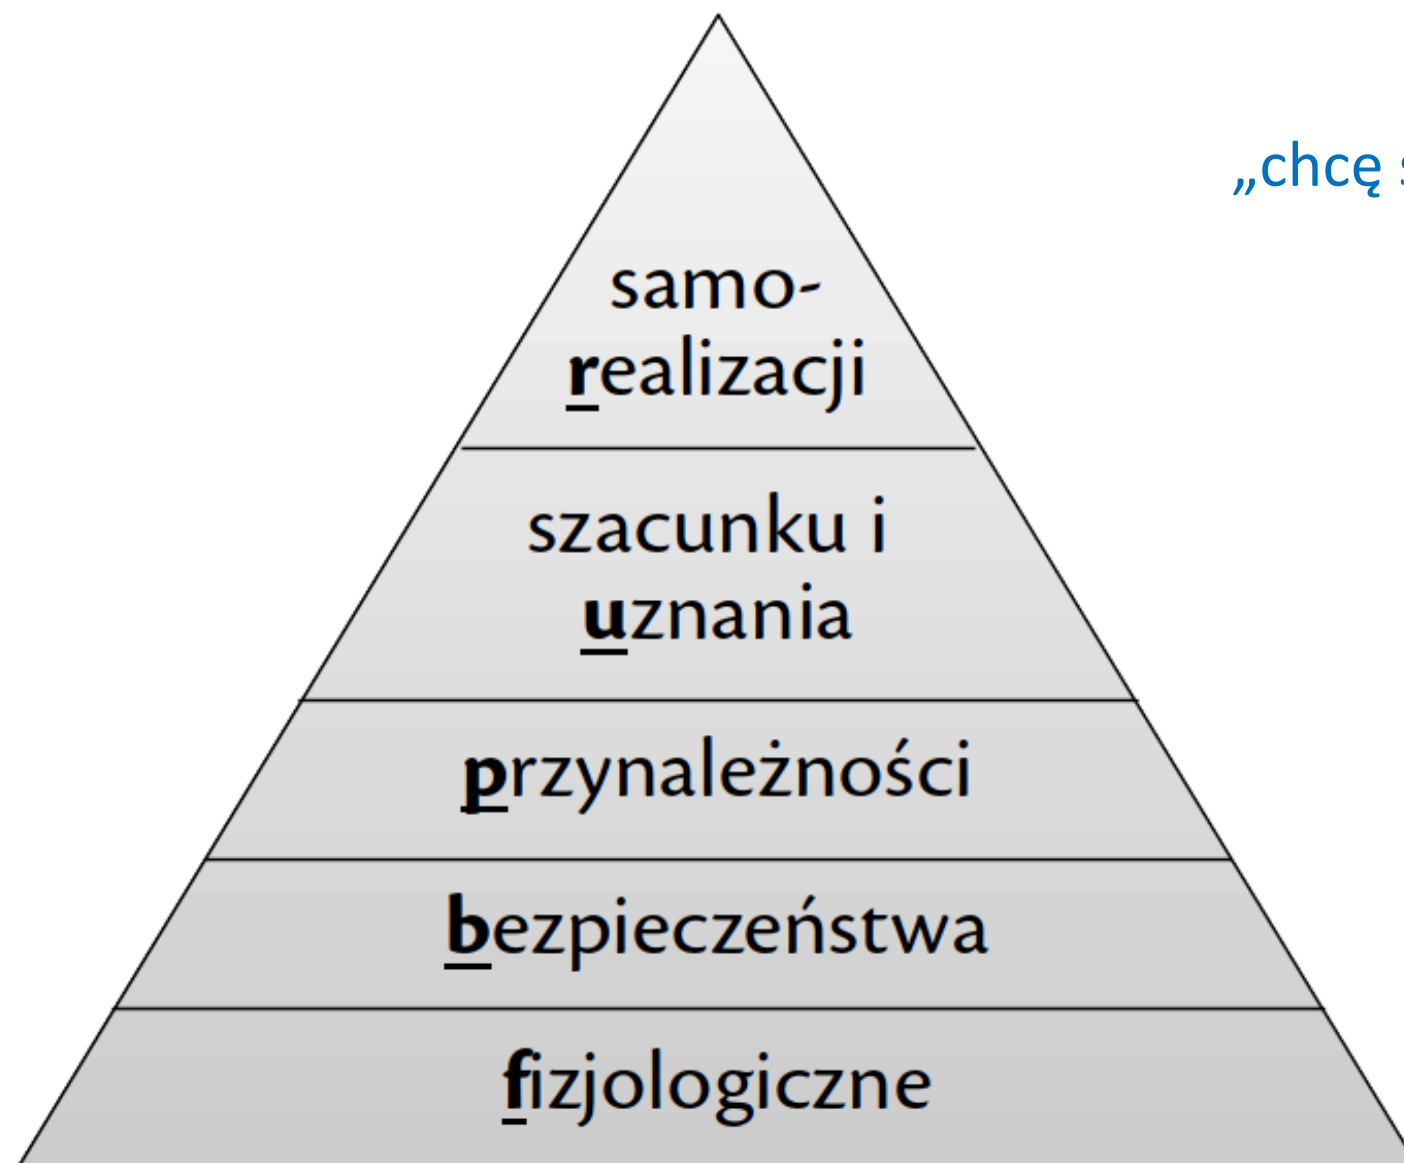 „chcę
samo-
realizacji
szacunku i
uznania
przynależności
bezpieczeństwa
fizjologiczne